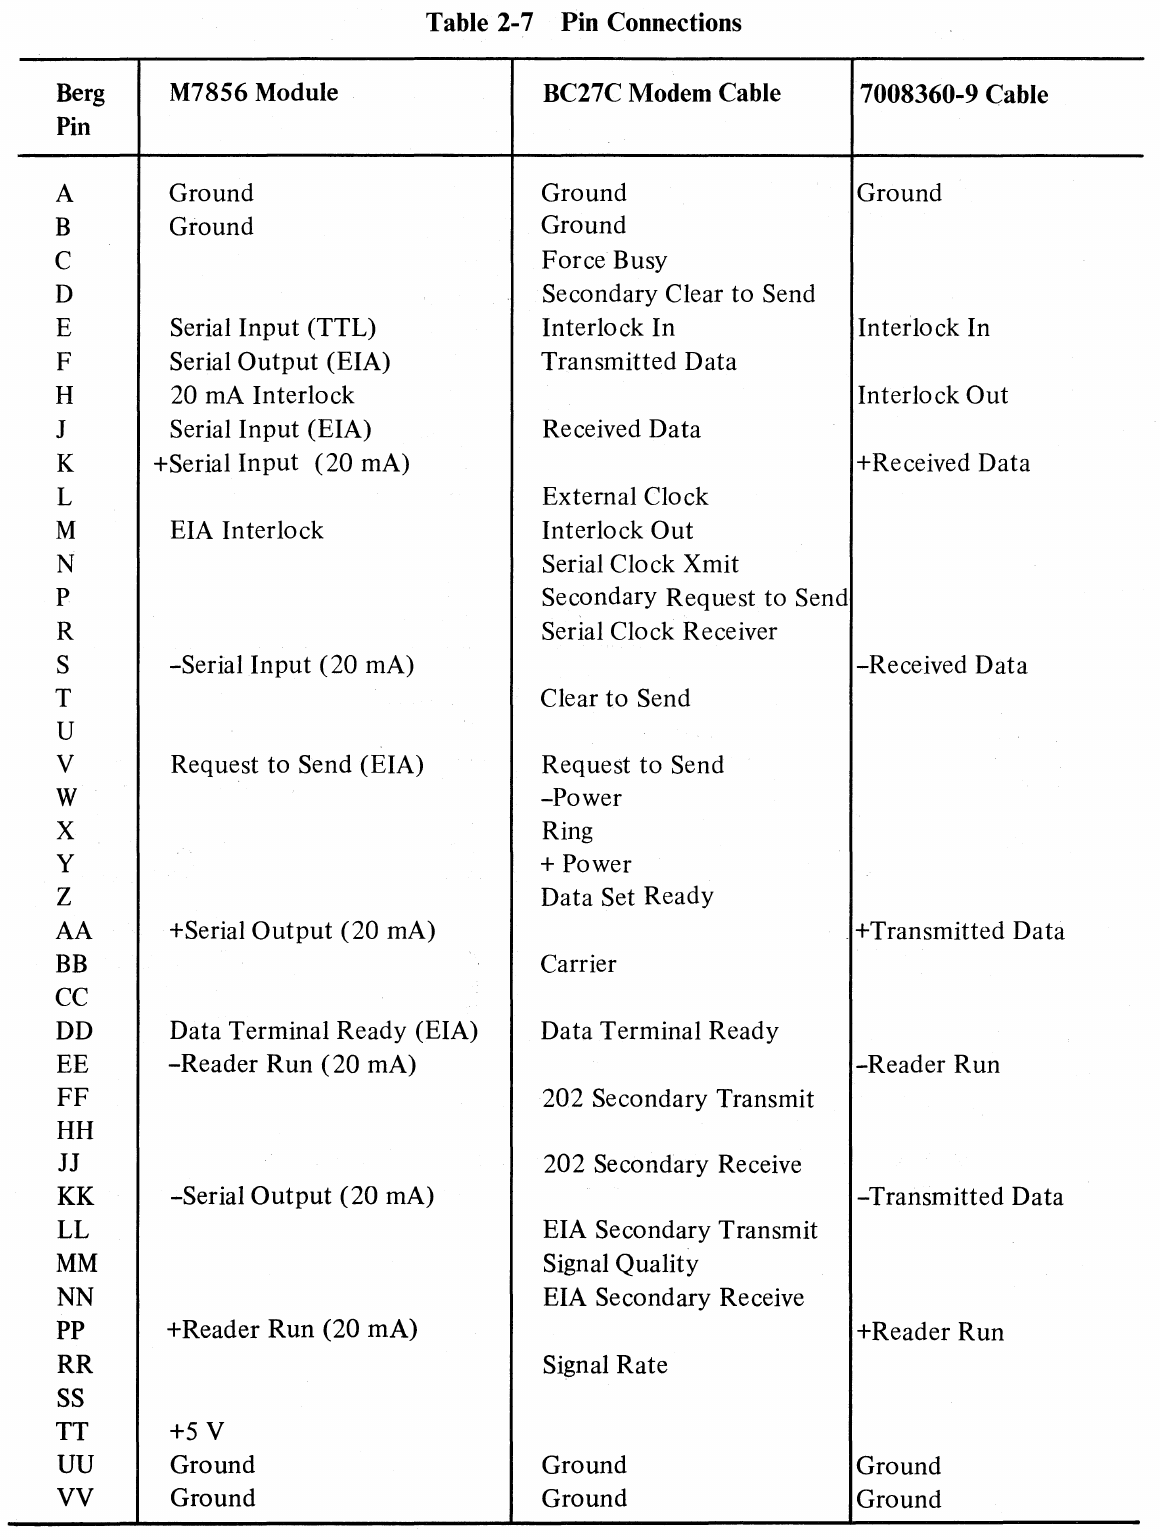 Table 2-7 Pin Connections
Berg Pin M7856 Module BC27C Modem Cable 7008360-9 Cable
A Ground Ground Ground
B Ground Ground
C Force Busy
D Secondary Clear to Send
E Serial Input (TTL) Interlock In Interlock In
F Serial Output (EIA) Transmitted Data
H 20 mA Interlock Interlock Out
J Serial Input (EIA) Received Data
K +Serial Input (20 mA) +Received Data
L External Clock
M EIA Interlock Interlock Out
N Serial Clock Xmit
P Secondary Request to Send
R Serial Clock Receiver
S –Serial Input (20 mA) –Received Data
T Clear to Send
U
V Request to Send (EIA) Request to Send
W –Power
X Ring
Y + Power
Z Data Set Ready
AA +Serial Output (20 mA) +Transmitted Data
BB Carrier
CC
DD Data Terminal Ready (EIA) Data Terminal Ready
EE –Reader Run (20 mA) –Reader Run
FF 202 Secondary Transmit
HH
JJ 202 Secondary Receive
KK –Serial Output (20 mA) –Transmitted Data
LL EIA Secondary Transmit
MM Signal Quality
NN EIA Secondary Receive
PP +Reader Run (20 mA) +Reader Run
RR Signal Rate
SS
TT +5 V
UU Ground Ground Ground
VV Ground Ground Ground